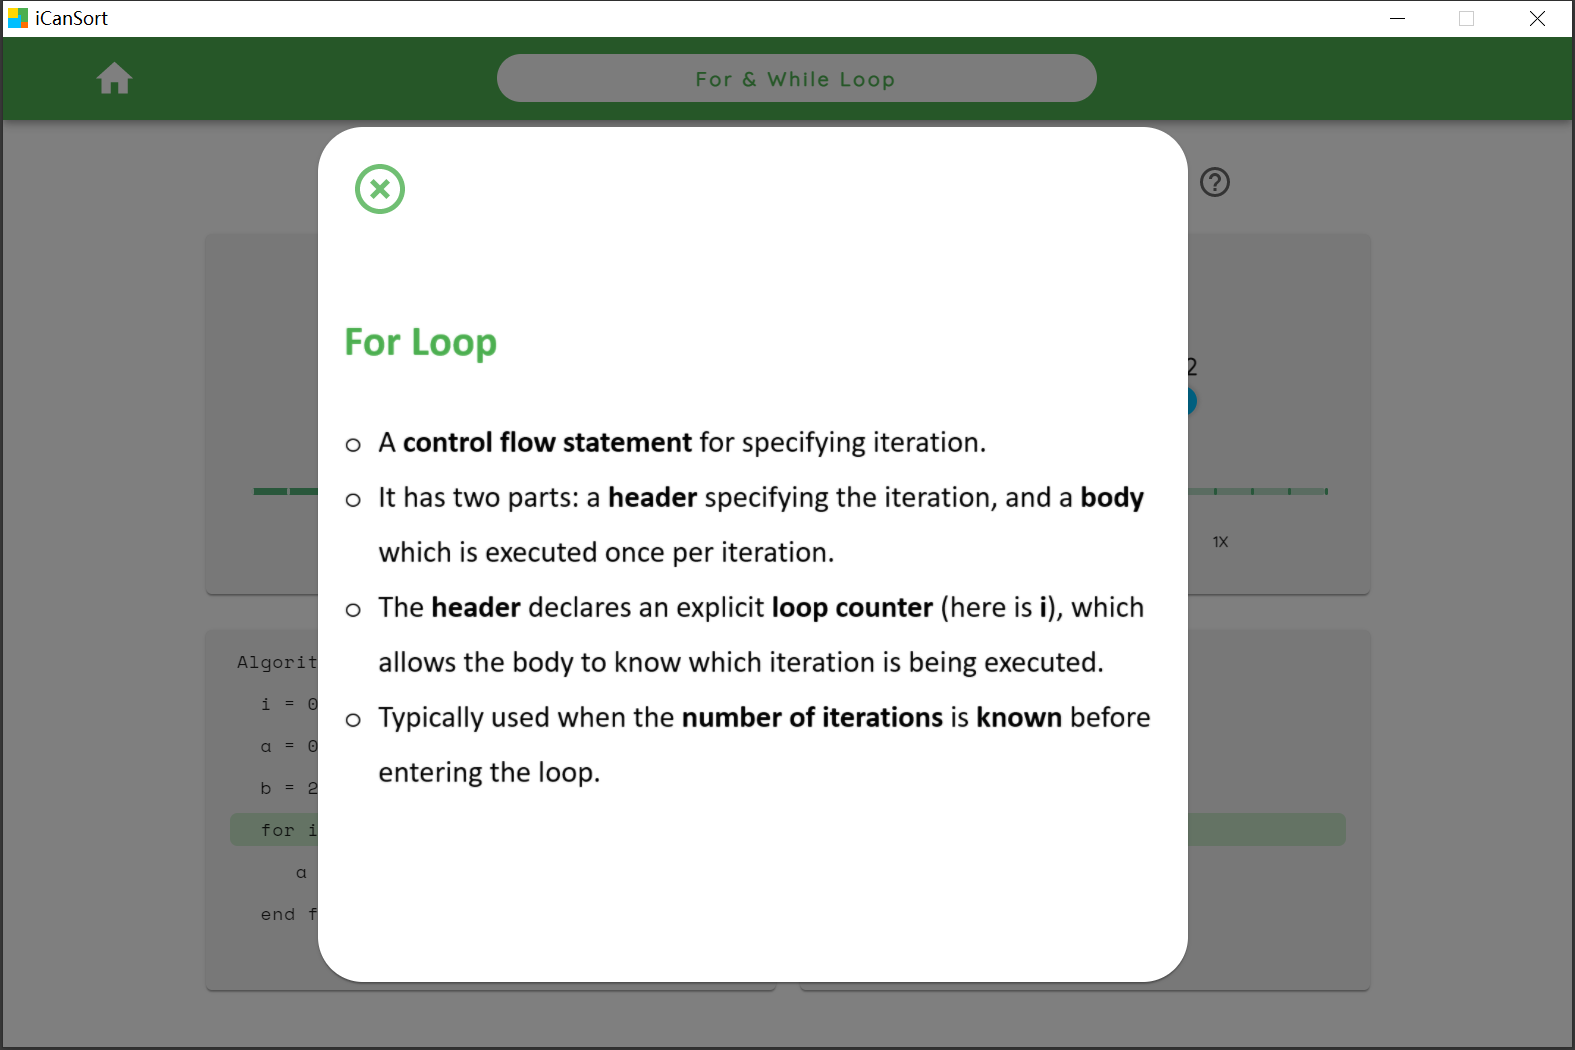 iCanSort
For & While Loop
For Loop
o A control flow statement for specifying iteration.
o It has two parts: a header specifying the iteration, and a body
which is executed once per iteration.
o The header declares an explicit loop counter (here is i), which
allows the body to know which iteration is being executed.
o Typically used when the number of iterations is known before
entering the loop.
2
1X
Algorit
i = 0
a = 0
b = 2
for i
a
end f